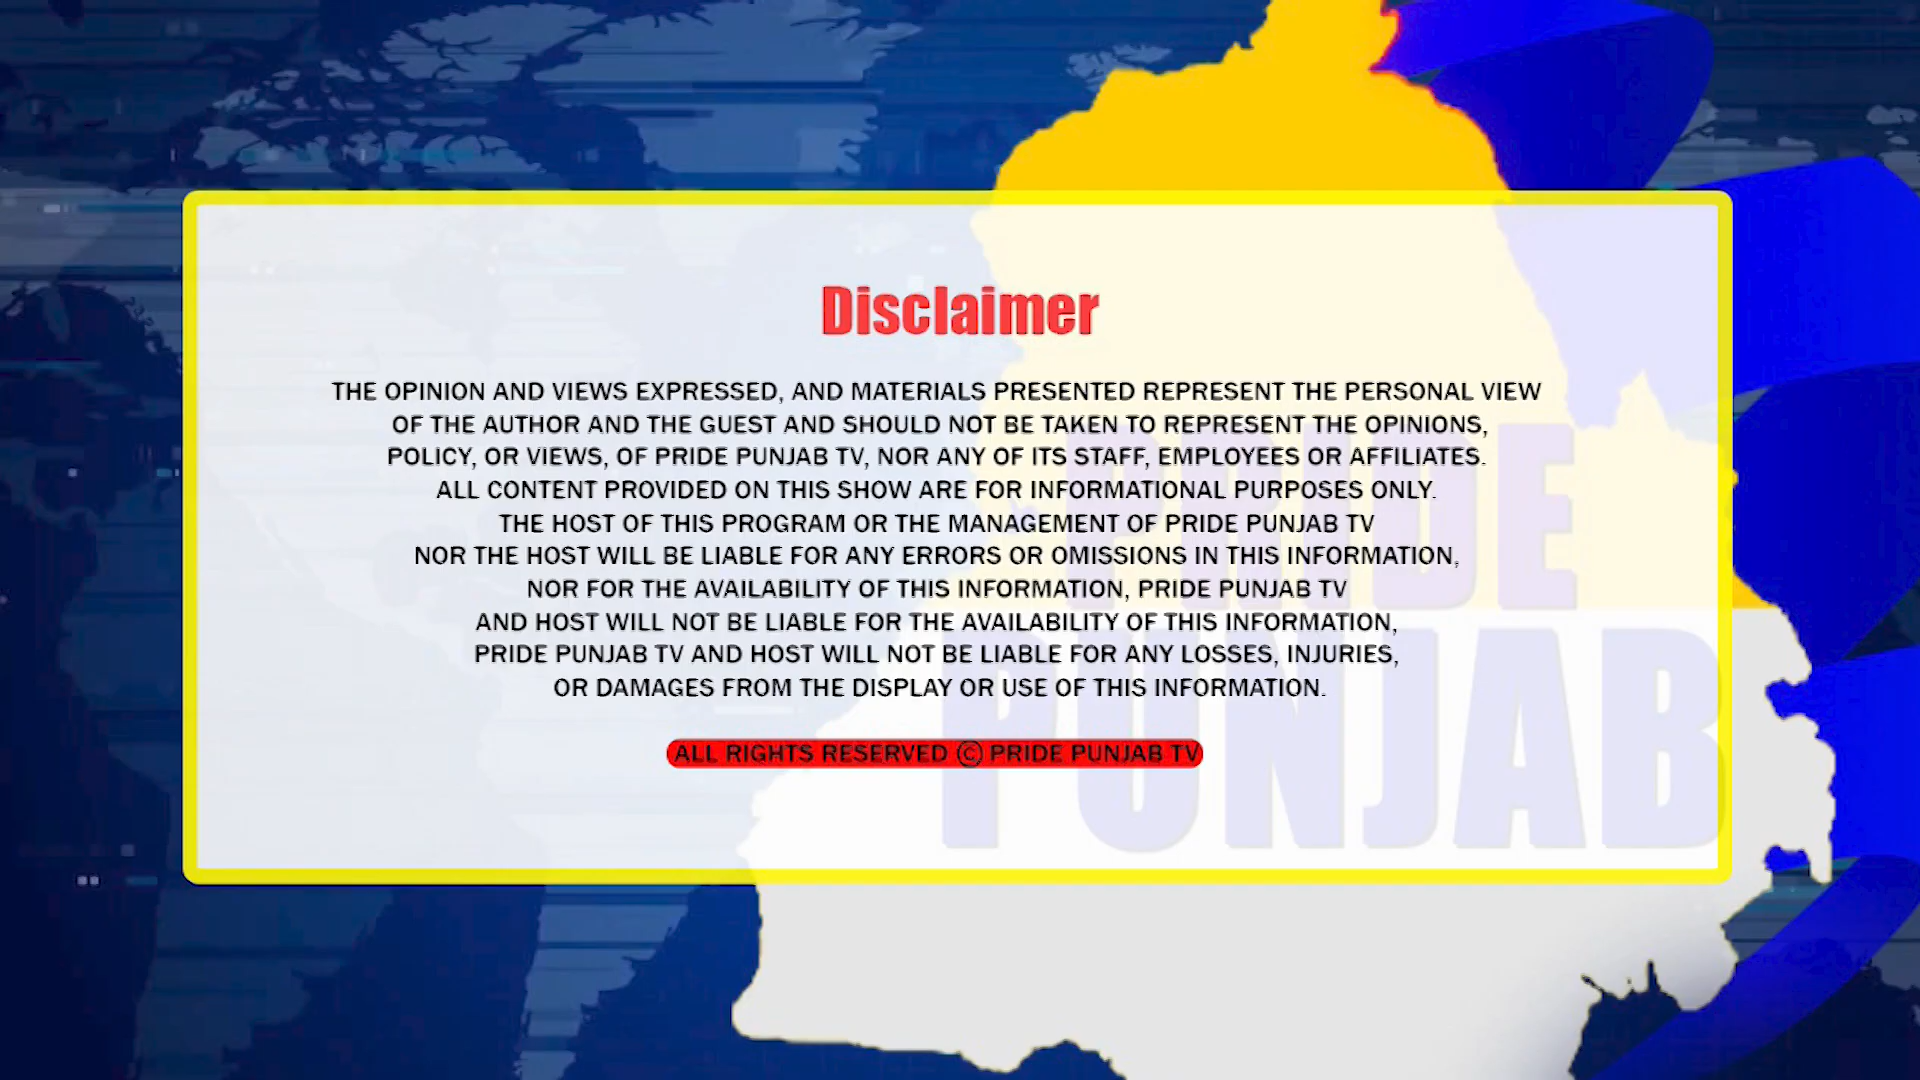 Disclaimer
THE OPINION AND VIEWS EXPRESSED, AND MATERIALS PRESENTED REPRESENT THE PERSONAL VIEW
OF THE AUTHOR AND THE GUEST AND SHOULD NOT BE TAKEN TO REPRESENT THE OPINIONS,
POLICY, OR VIEWS, OF PRIDE PUNJAB TV, NOR ANY OF ITS STAFF, EMPLOYEES OR AFFILIATES.
ALL CONTENT PROVIDED ON THIS SHOW ARE FOR INFORMATIONAL PURPOSES ONLY.
THE HOST OF THIS PROGRAM OR THE MANAGEMENT OF PRIDE PUNJAB TV
NOR THE HOST WILL BE LIABLE FOR ANY ERRORS OR OMISSIONS IN THIS INFORMATION,
NOR FOR THE AVAILABILITY OF THIS INFORMATION, PRIDE PUNJAB TV
AND HOST WILL NOT BE LIABLE FOR THE AVAILABILITY OF THIS INFORMATION,
PRIDE PUNJAB TV AND HOST WILL NOT BE LIABLE FOR ANY LOSSES, INJURIES,
OR DAMAGES FROM THE DISPLAY OR USE OF THIS INFORMATION.
ALL RIGHTS RESERVED © PRIDE PUNJAB TV
PRIDE
PUNJAB